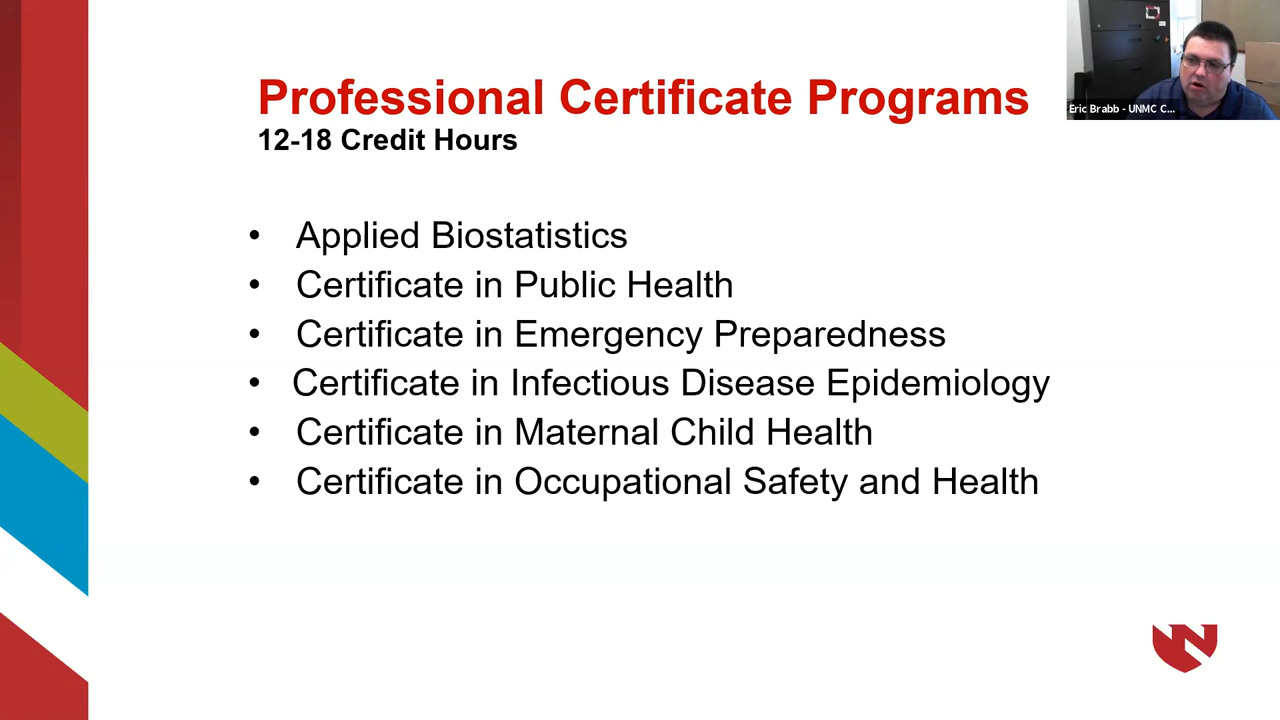 Professional Certificate Programs
12-18 Credit Hours
• Applied Biostatistics
• Certificate in Public Health
• Certificate in Emergency Preparedness
• Certificate in Infectious Disease Epidemiology
• Certificate in Maternal Child Health
• Certificate in Occupational Safety and Health
Eric Brabb - UNMC C...